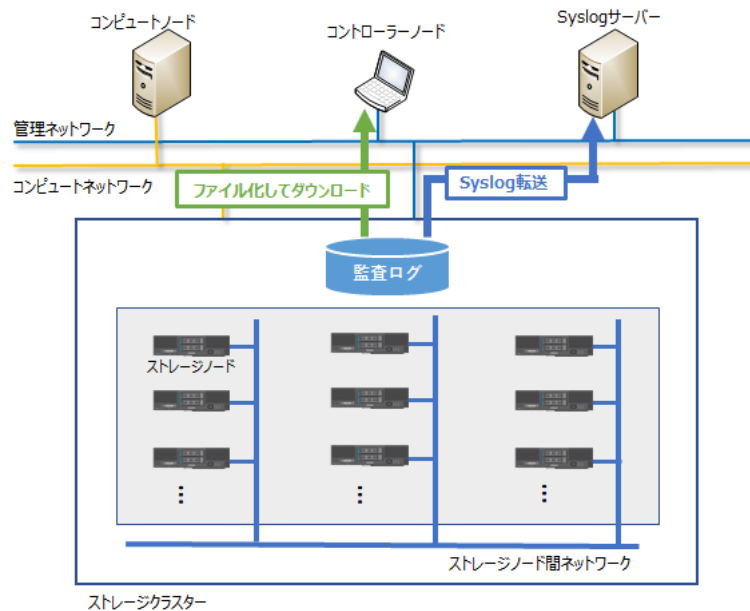 コンピュートノード
コントローラーノード
Syslogサーバー
管理ネットワーク
コンピュートネットワーク
ファイル化してダウンロード
Syslog転送
監査ログ
ストレージノード
ストレージノード間ネットワーク
ストレージクラスター